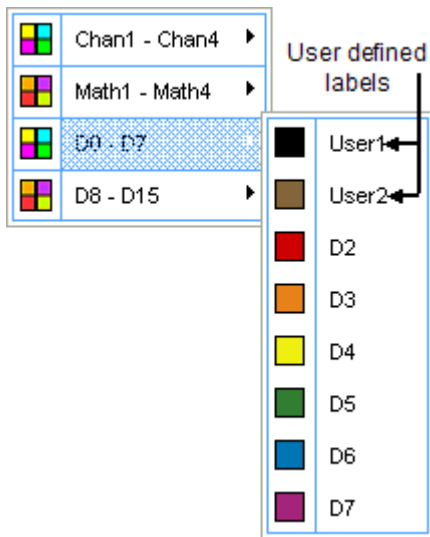 Chan1 - Chan4
Math1 - Math4
D0 - D7
D8 - D15
User defined
labels
User1
User2
D2
D3
D4
D5
D6
D7